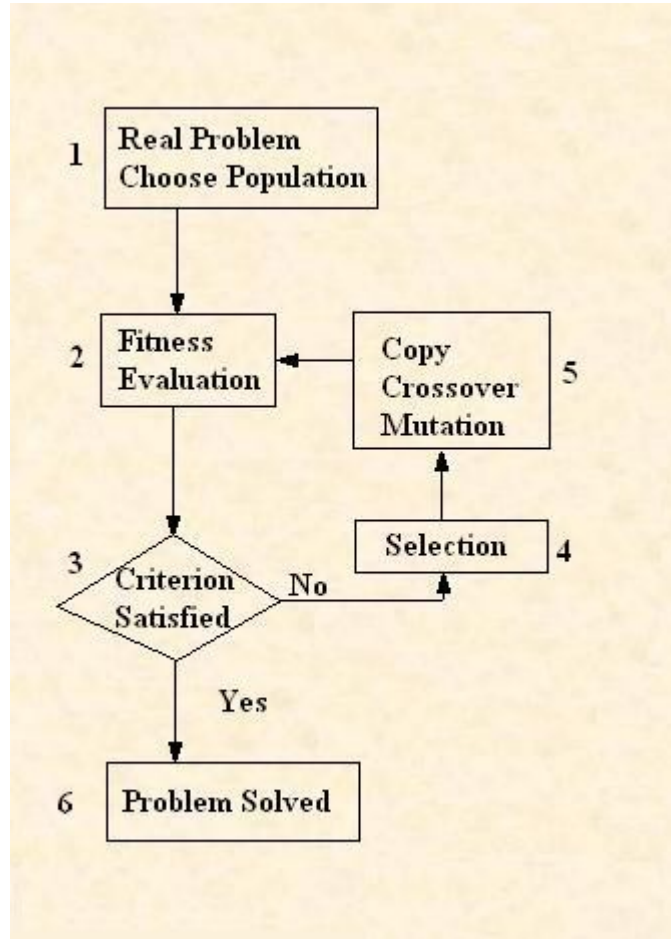 1
Real Problem
Choose Population
2
Fitness
Evaluation
Copy
Crossover
Mutation
5
3
Criterion
Satisfied
No
Selection
4
Yes
6
Problem Solved